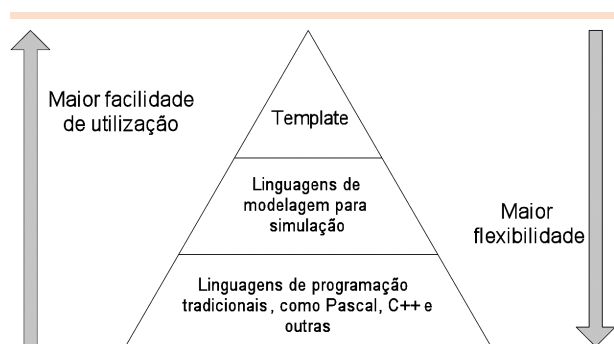 Maior facilidade
de utilização
Template
Linguagens de
modelagem para
simulação
Maior
flexibilidade
Linguagens de programação
tradicionais, como Pascal, C++ e
outras